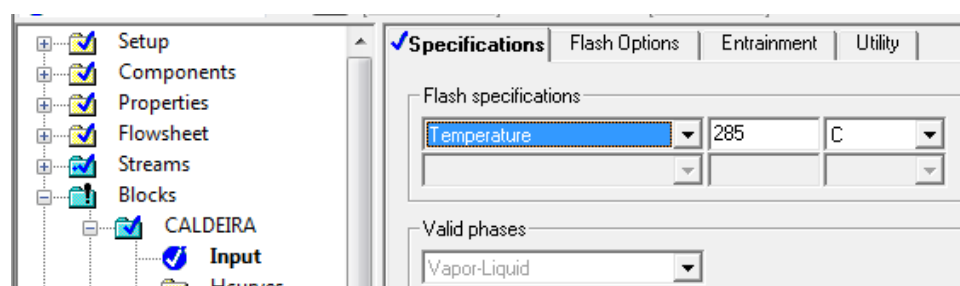 Setup
Components
Properties
Flowsheet
Streams
Blocks
CALDEIRA
Input
Specifications Flash Options Entrainment Utility
Flash specifications
Temperature 285 C
Valid phases
Vapor-Liquid